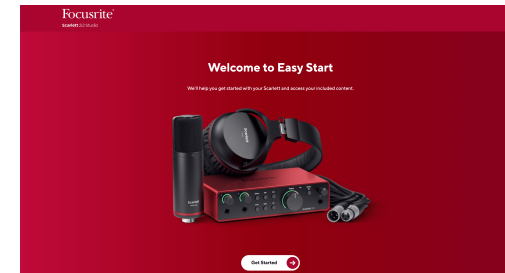 Focusrite®
Scarlett 2i2 Studio
Welcome to Easy Start
We'll help you get started with your Scarlett and access your included content.
Scarlett
Get Started